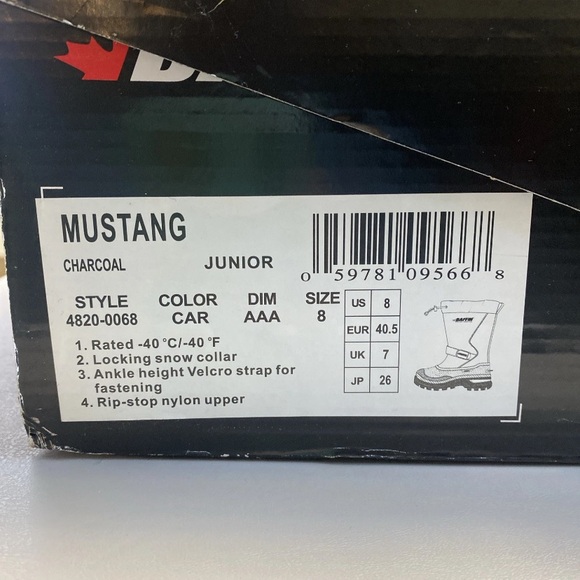 MUSTANG
CHARCOAL JUNIOR
0 59781 09566 8
STYLE COLOR DIM SIZE
4820-0068 CAR AAA 8
US 8
EUR 40.5
UK 7
JP 26
BAFFIN
1. Rated -40 °C/-40 °F
2. Locking snow collar
3. Ankle height Velcro strap for
fastening
4. Rip-stop nylon upper